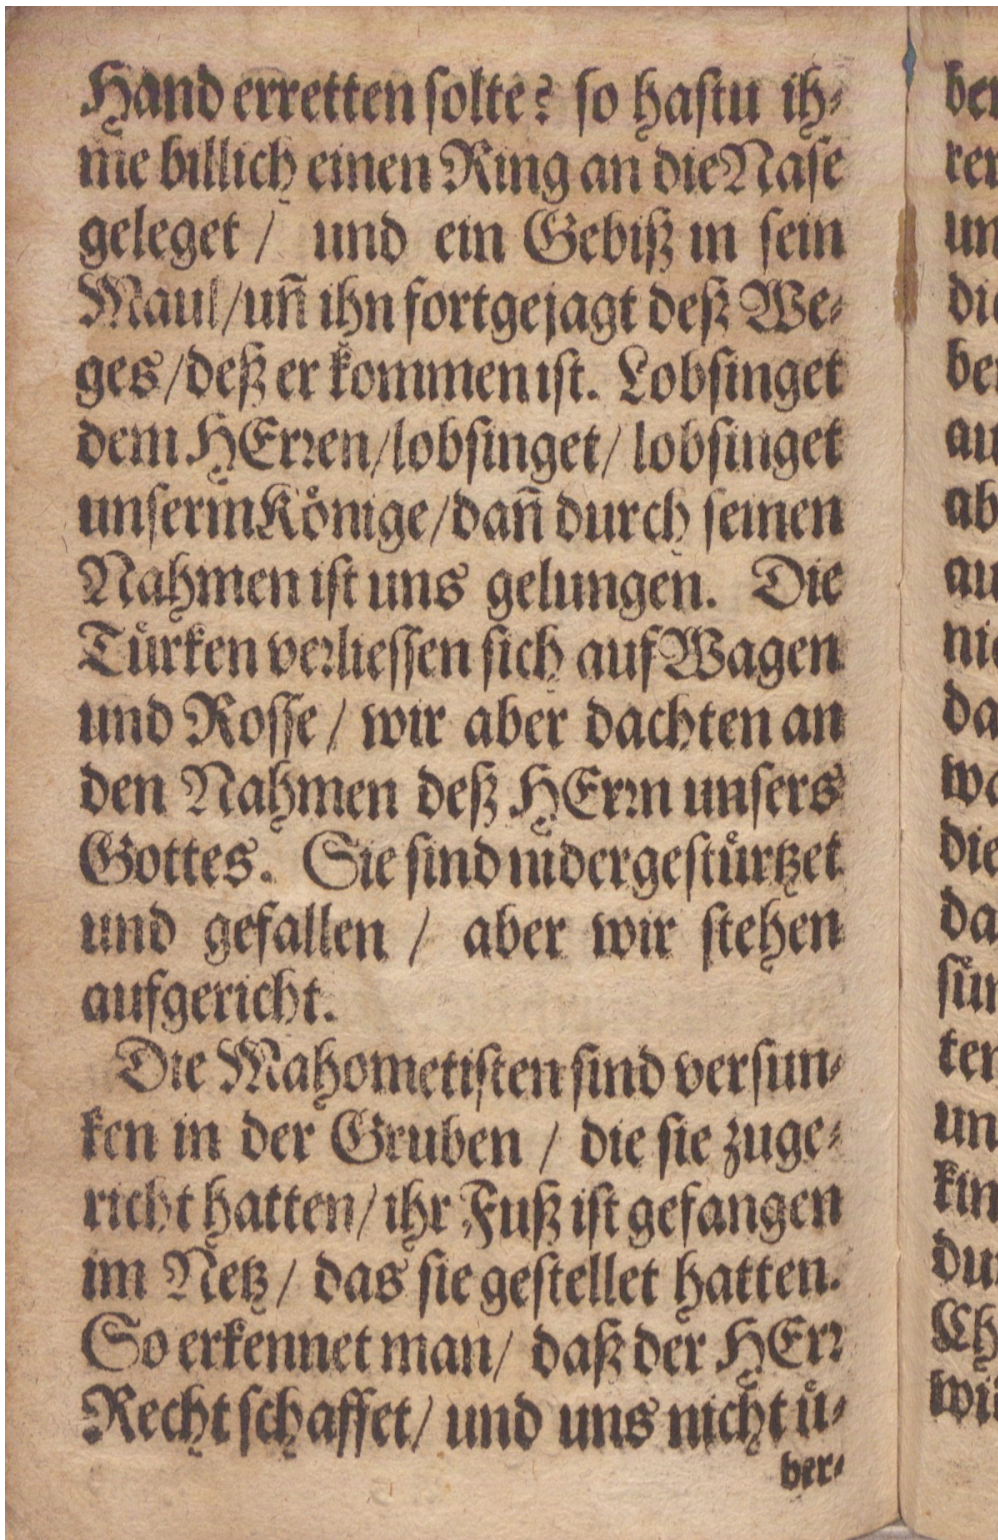 Hand erretten solte? so hastu ih⸗
me billich einen Ring an die Nase
geleget / und ein Gebiß in sein
Maul / uñ ihn fortgejagt deß We⸗
ges / deß er kommen ist. Lobsinget
dem HErren / lobsinget / lobsinget
unserm Könige / dañ durch seinen
Nahmen ist uns gelungen. Die
Türken verliessen sich auf Wagen
und Rosse / wir aber dachten an
den Nahmen deß HErrn unsers
Gottes. Sie sind nidergestürtzet
und gefallen / aber wir stehen
aufgericht.
Die Mahometisten sind versun⸗
ken in der Gruben / die sie zuge⸗
richt hatten / ihr Fuß ist gefangen
im Netz / das sie gestellet hatten.
So erkennet man / daß der HErr
Recht schaffet / und uns nicht ü⸗
ber⸗